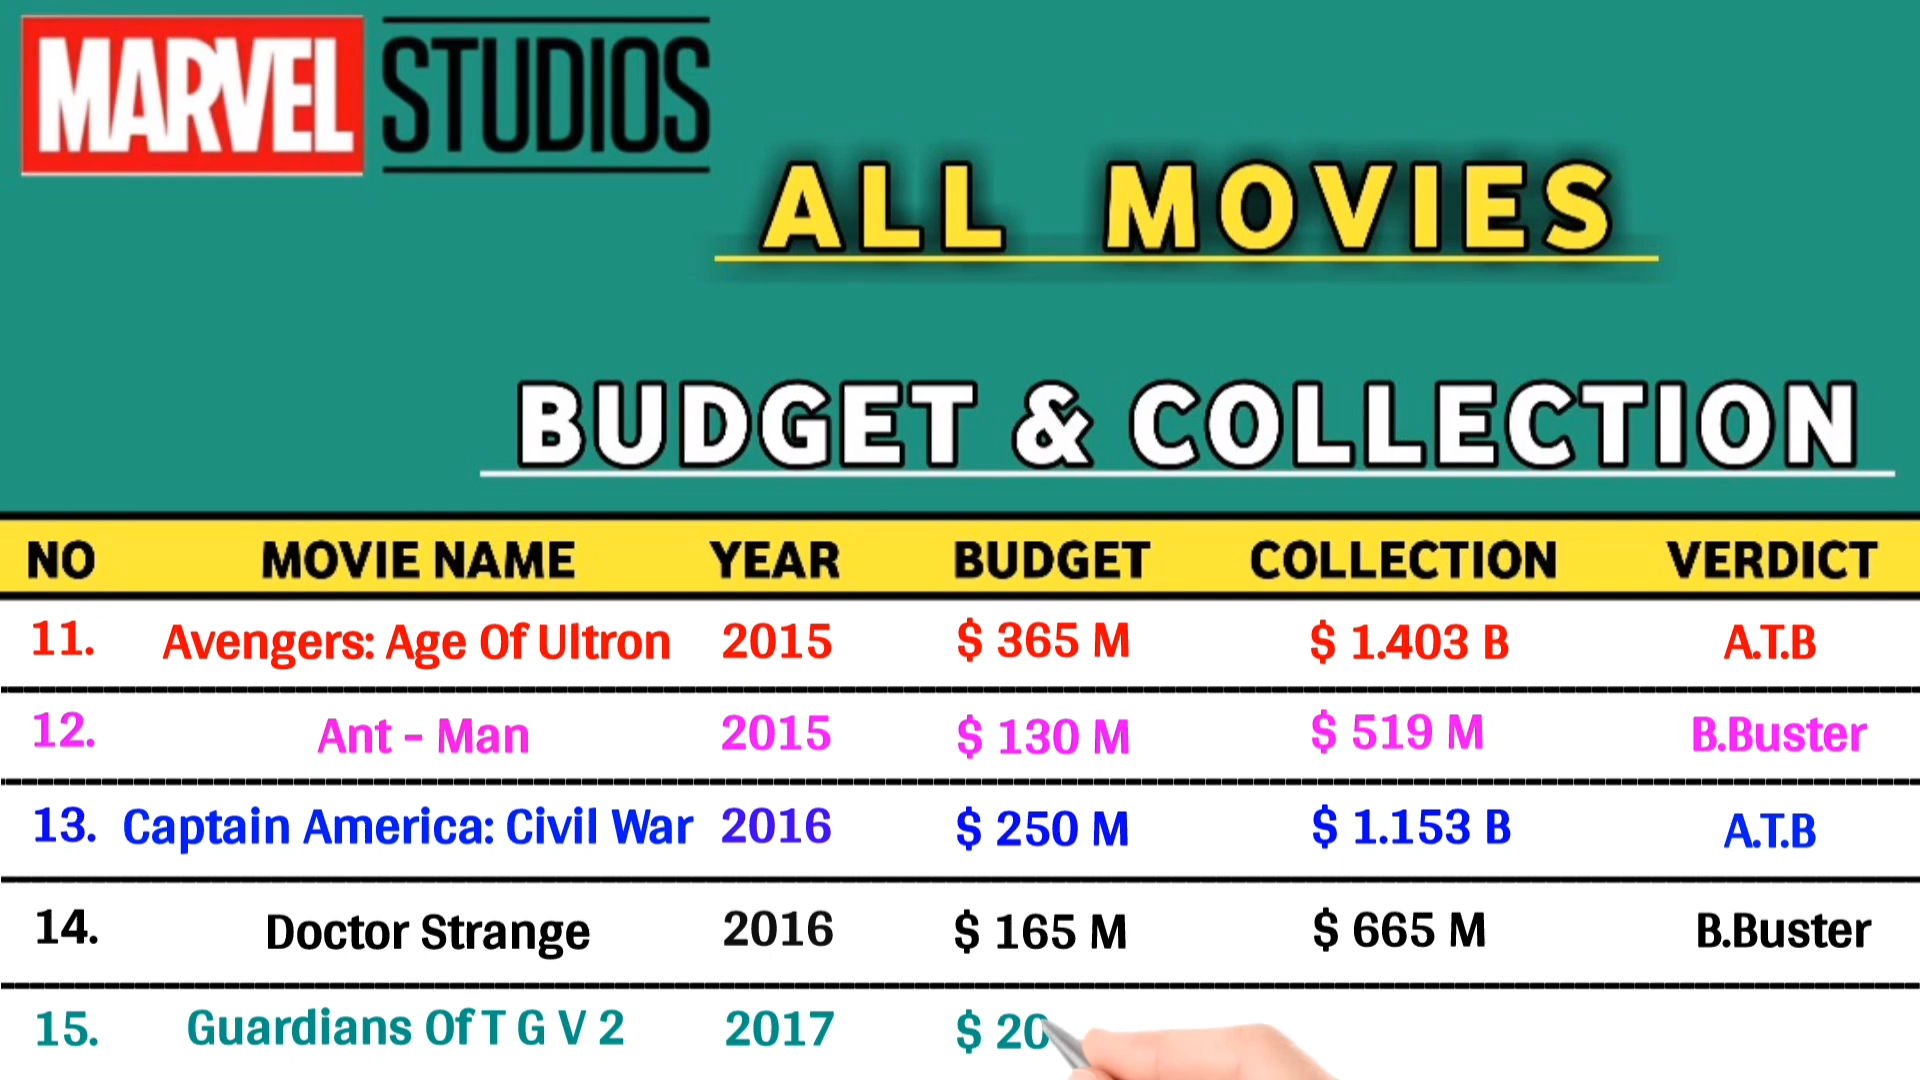 MARVEL STUDIOS
ALL MOVIES
BUDGET & COLLECTION
NO MOVIE NAME YEAR BUDGET COLLECTION VERDICT
11. Avengers: Age Of Ultron 2015 $ 365 M $ 1.403 B A.T.B
12. Ant - Man 2015 $ 130 M $ 519 M B.Buster
13. Captain America: Civil War 2016 $ 250 M $ 1.153 B A.T.B
14. Doctor Strange 2016 $ 165 M $ 665 M B.Buster
15. Guardians Of T G V 2 2017 $ 20